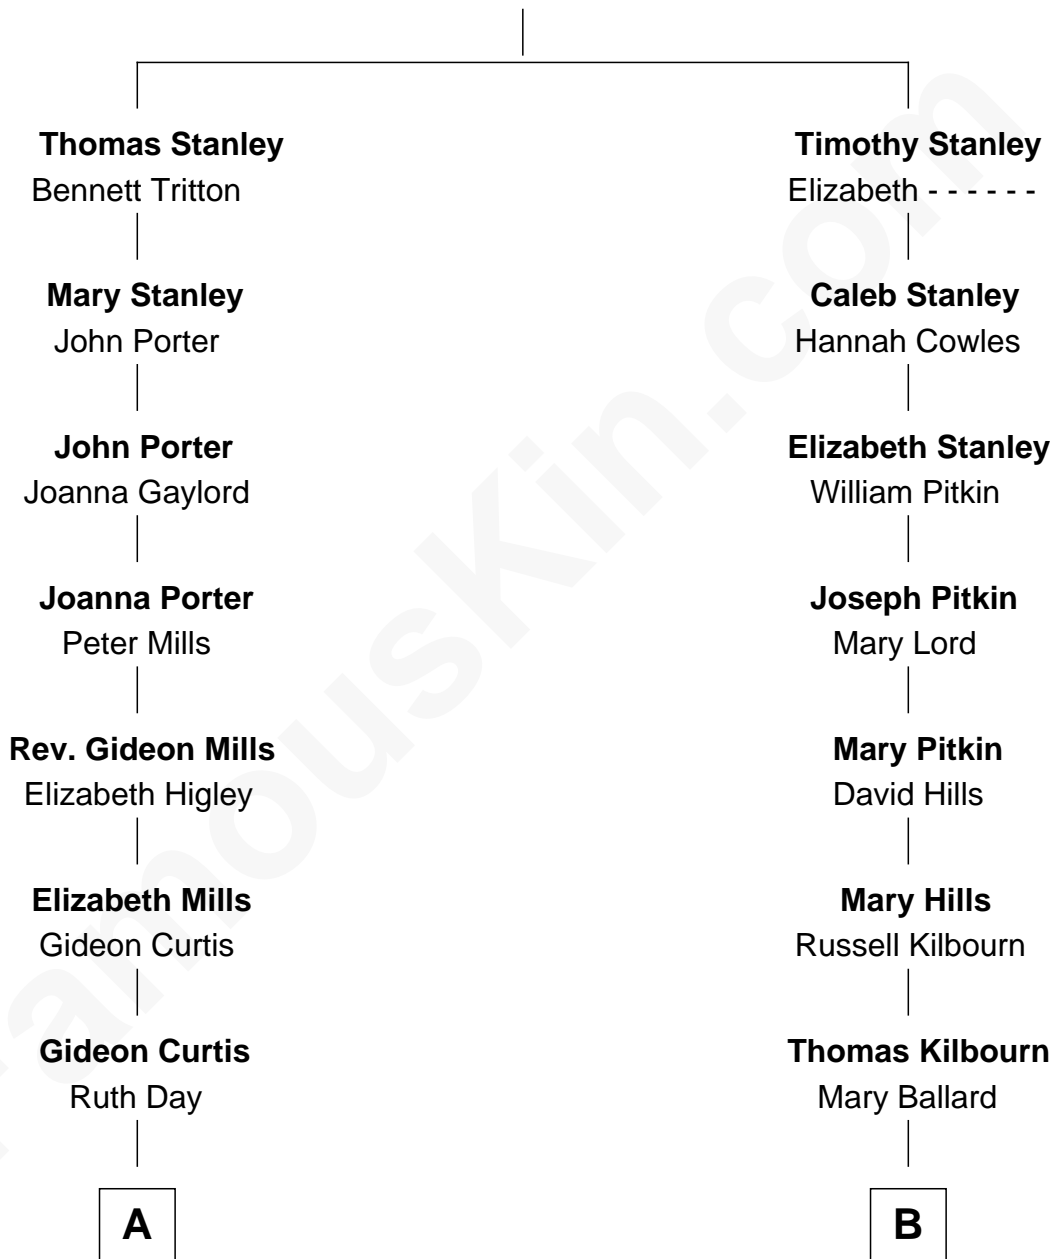 Thomas Stanley
Bennett Tritton
Timothy Stanley
Elizabeth - - - - - -
Mary Stanley
John Porter
Caleb Stanley
Hannah Cowles
John Porter
Joanna Gaylord
Elizabeth Stanley
William Pitkin
Joanna Porter
Peter Mills
Joseph Pitkin
Mary Lord
Rev. Gideon Mills
Elizabeth Higley
Mary Pitkin
David Hills
Elizabeth Mills
Gideon Curtis
Mary Hills
Russell Kilbourn
Gideon Curtis
Ruth Day
Thomas Kilbourn
Mary Ballard
A
B
FamousKin.com